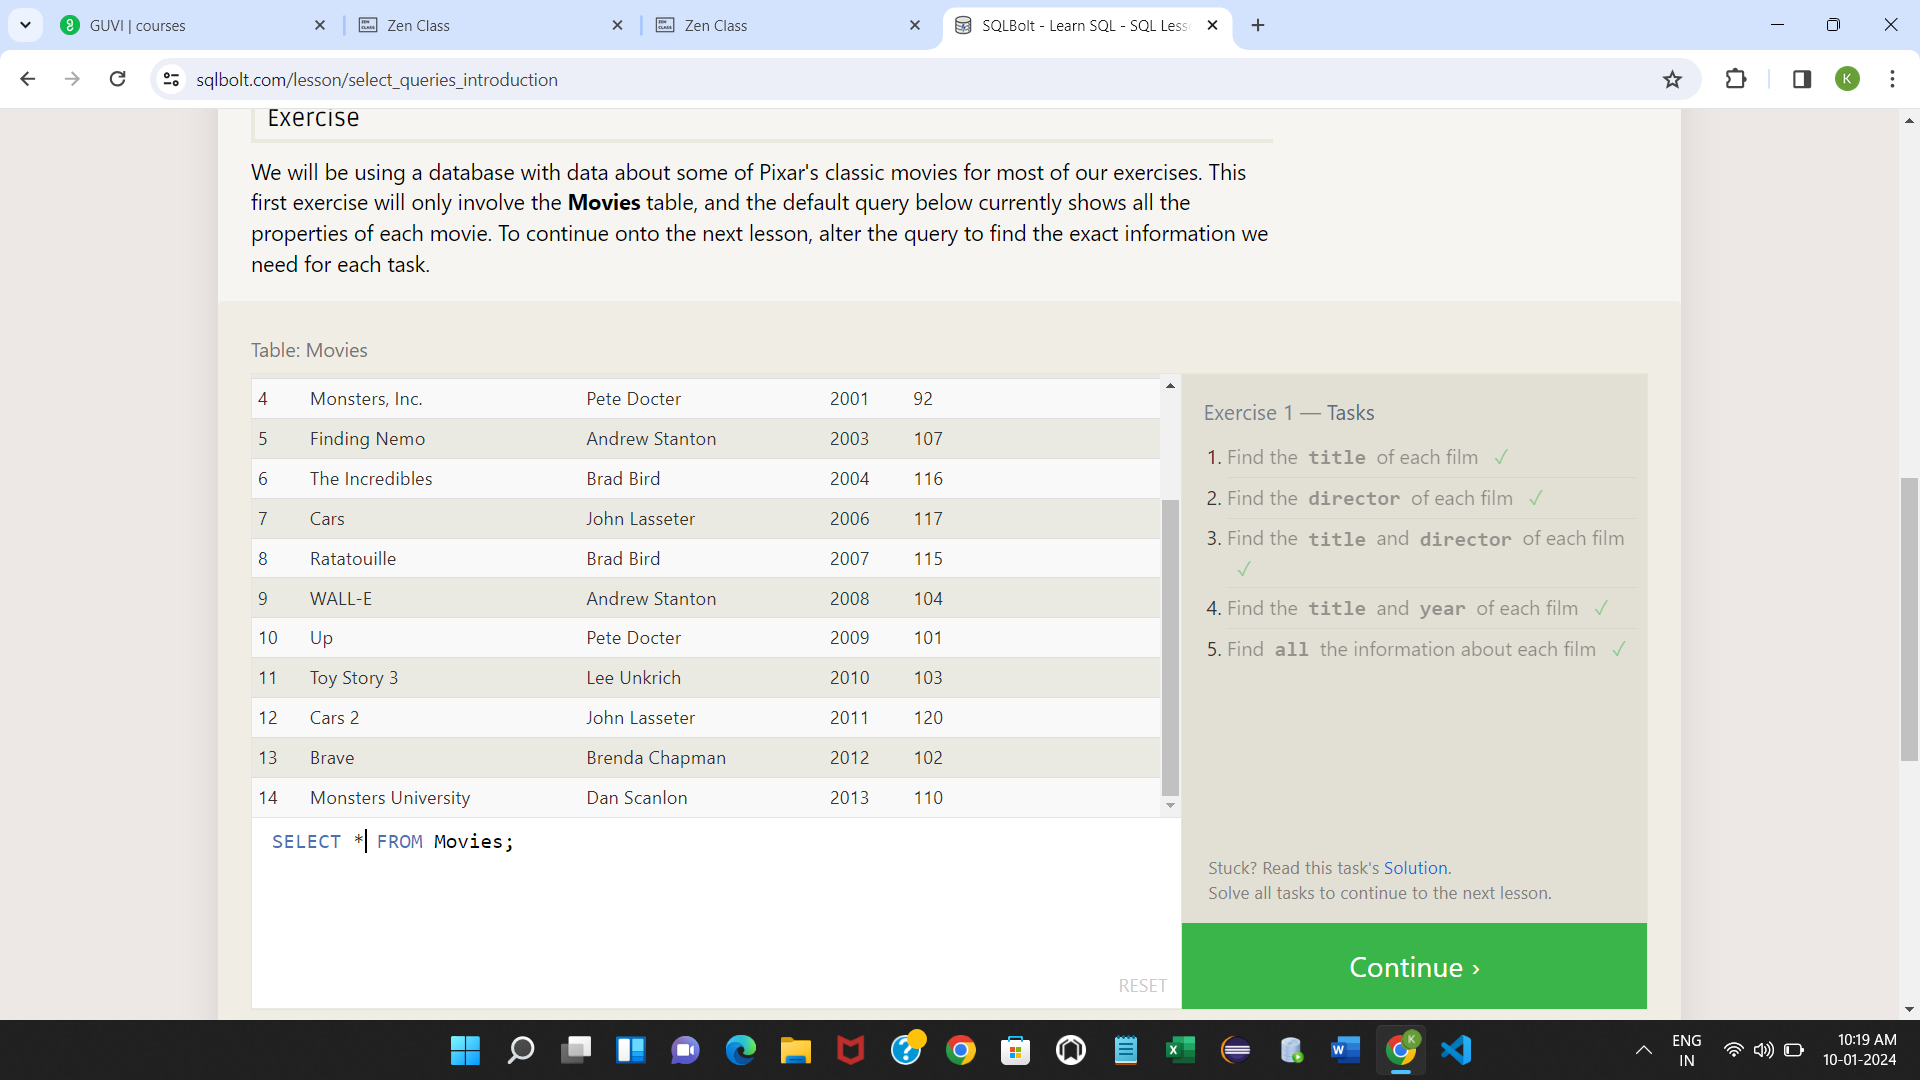 GUVI | courses
Zen Class
Zen Class
SQLBolt - Learn SQL - SQL Less
sqlbolt.com/lesson/select_queries_introduction
K
Exercise
We will be using a database with data about some of Pixar's classic movies for most of our exercises. This
first exercise will only involve the Movies table, and the default query below currently shows all the
properties of each movie. To continue onto the next lesson, alter the query to find the exact information we
need for each task.
Table: Movies
4 Monsters, Inc. Pete Docter 2001 92
5 Finding Nemo Andrew Stanton 2003 107
6 The Incredibles Brad Bird 2004 116
7 Cars John Lasseter 2006 117
8 Ratatouille Brad Bird 2007 115
9 WALL-E Andrew Stanton 2008 104
10 Up Pete Docter 2009 101
11 Toy Story 3 Lee Unkrich 2010 103
12 Cars 2 John Lasseter 2011 120
13 Brave Brenda Chapman 2012 102
14 Monsters University Dan Scanlon 2013 110
SELECT * FROM Movies;
RESET
Exercise 1 — Tasks
1. Find the title of each film ✓
2. Find the director of each film ✓
3. Find the title and director of each film
✓
4. Find the title and year of each film ✓
5. Find all the information about each film ✓
Stuck? Read this task's Solution.
Solve all tasks to continue to the next lesson.
Continue ›
ENG
IN
10:19 AM
10-01-2024